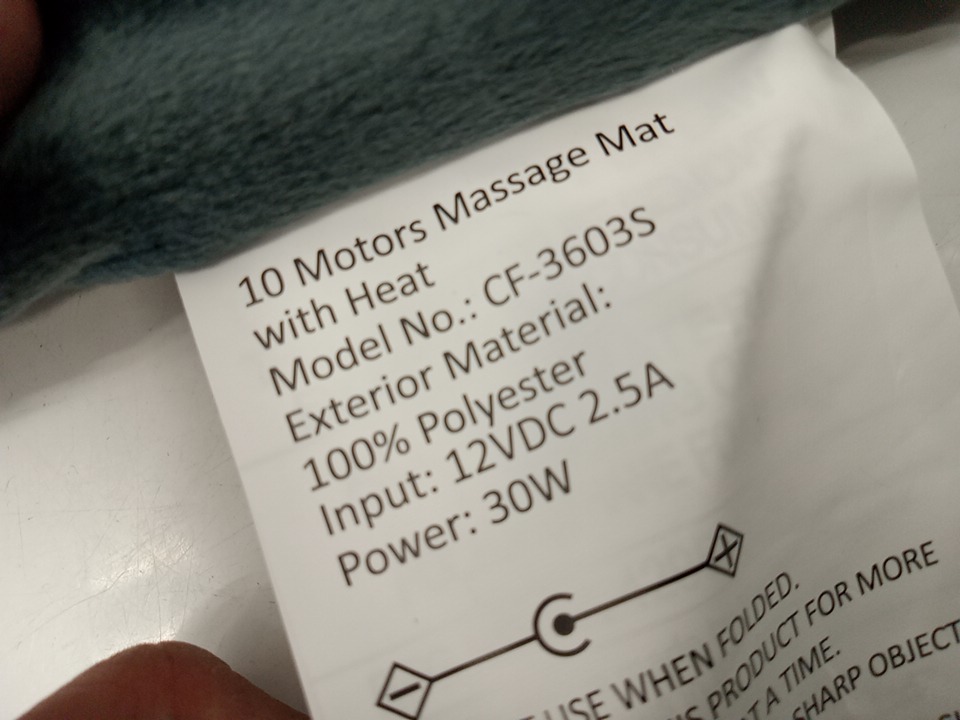 10 Motors Massage Mat
with Heat
Model No.: CF-3603S
Exterior Material:
100% Polyester
Input: 12VDC 2.5A
Power: 30W
USE WHEN FOLDED.
PRODUCT FOR MORE
AT A TIME.
SHARP OBJECT